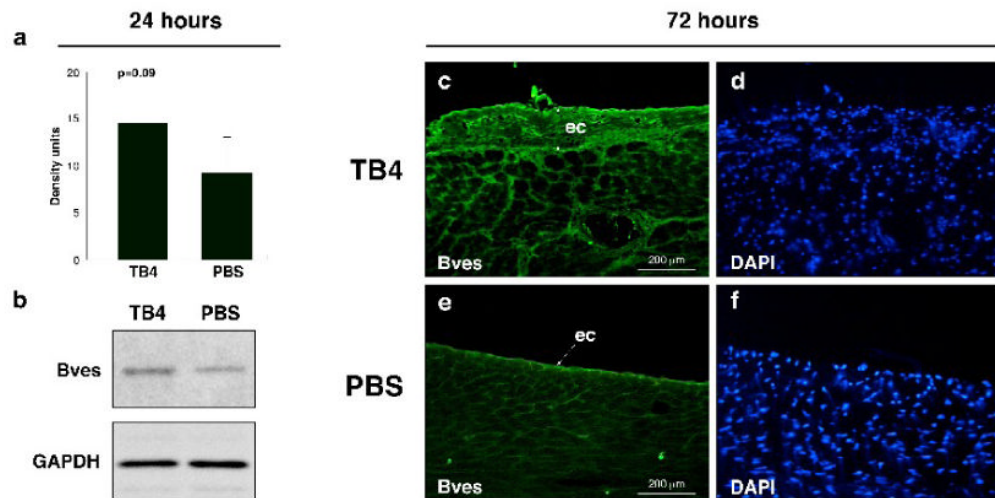 24 hours
72 hours
a
p=0.09
20
15
10
5
0
Density units
TB4
PBS
b
TB4
PBS
Bves
GAPDH
TB4
c
ec
Bves
200 µm
d
DAPI
PBS
e
ec
Bves
200 µm
f
DAPI